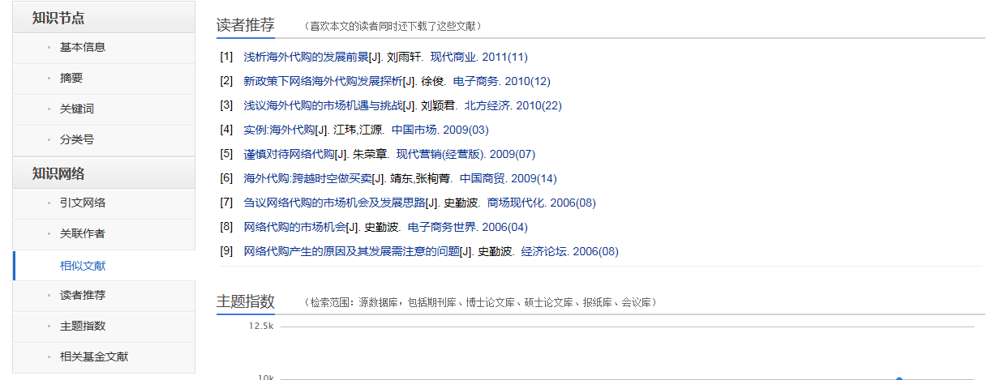 知识节点
基本信息
摘要
关键词
分类号
知识网络
引文网络
关联作者
相似文献
读者推荐
主题指数
相关基金文献
读者推荐 （喜欢本文的读者同时还下载了这些文献）
[1] 浅析海外代购的发展前景[J]. 刘雨轩. 现代商业. 2011(11)
[2] 新政策下网络海外代购发展探析[J]. 徐俊. 电子商务. 2010(12)
[3] 浅议海外代购的市场机遇与挑战[J]. 刘颖君. 北方经济. 2010(22)
[4] 实例:海外代购[J]. 江玮,江源. 中国市场. 2009(03)
[5] 谨慎对待网络代购[J]. 朱荣章. 现代营销(经营版). 2009(07)
[6] 海外代购:跨越时空做买卖[J]. 靖东,张栒菁. 中国商贸. 2009(14)
[7] 刍议网络代购的市场机会及发展思路[J]. 史勤波. 商场现代化. 2006(08)
[8] 网络代购的市场机会[J]. 史勤波. 电子商务世界. 2006(04)
[9] 网络代购产生的原因及其发展需注意的问题[J]. 史勤波. 经济论坛. 2006(08)
主题指数 （检索范围：源数据库，包括期刊库、博士论文库、硕士论文库、报纸库、会议库）
12.5k
10k